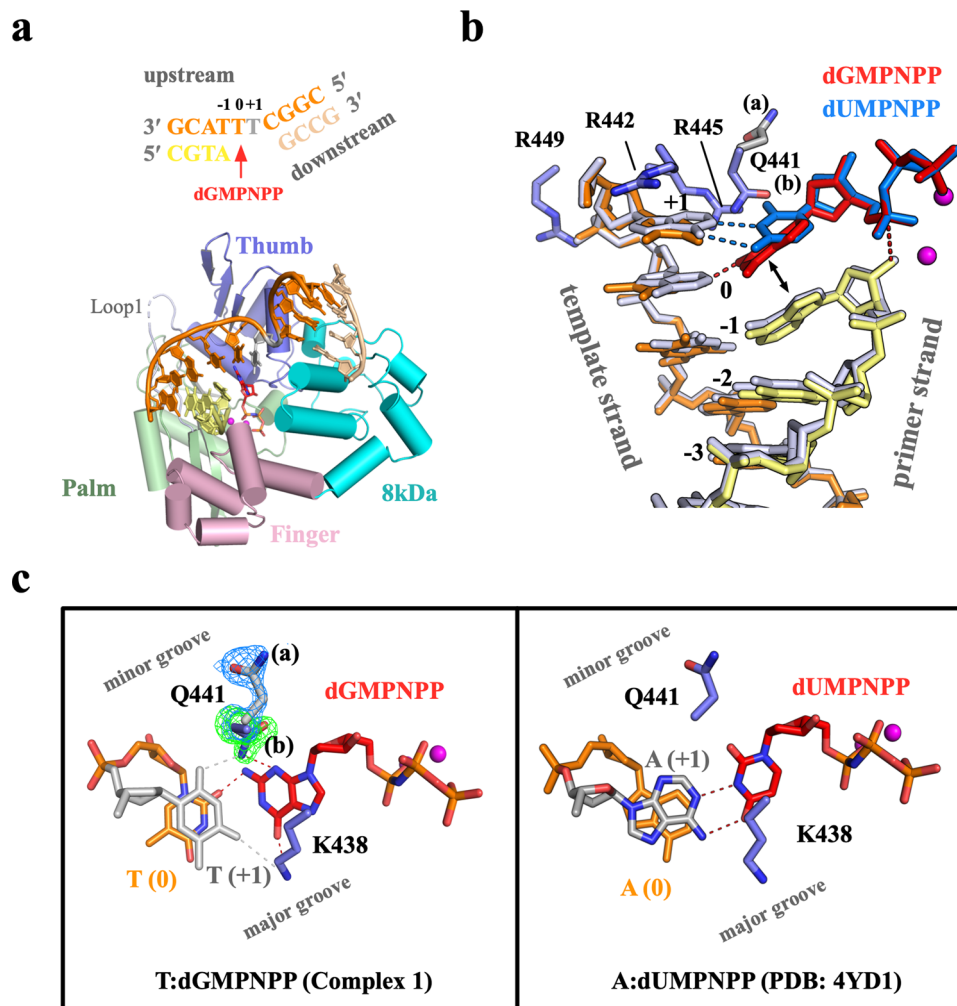 a
upstream
-1 0 +1
3′ GCATTT CGGC 5′
5′ CGTA GCCG 3′
downstream
dGMPNPP
Thumb
Loop1
Palm
8kDa
Finger
b
dGMPNPP
dUMPNPP
(a)
R442
R449
R445
Q441
(b)
+1
0
-1
-2
-3
template strand
primer strand
c
minor groove
(a)
Q441
dGMPNPP
(b)
K438
T (0)
T (+1)
major groove
T:dGMPNPP (Complex 1)
minor groove
Q441
dUMPNPP
A (+1)
K438
A (0)
major groove
A:dUMPNPP (PDB: 4YD1)